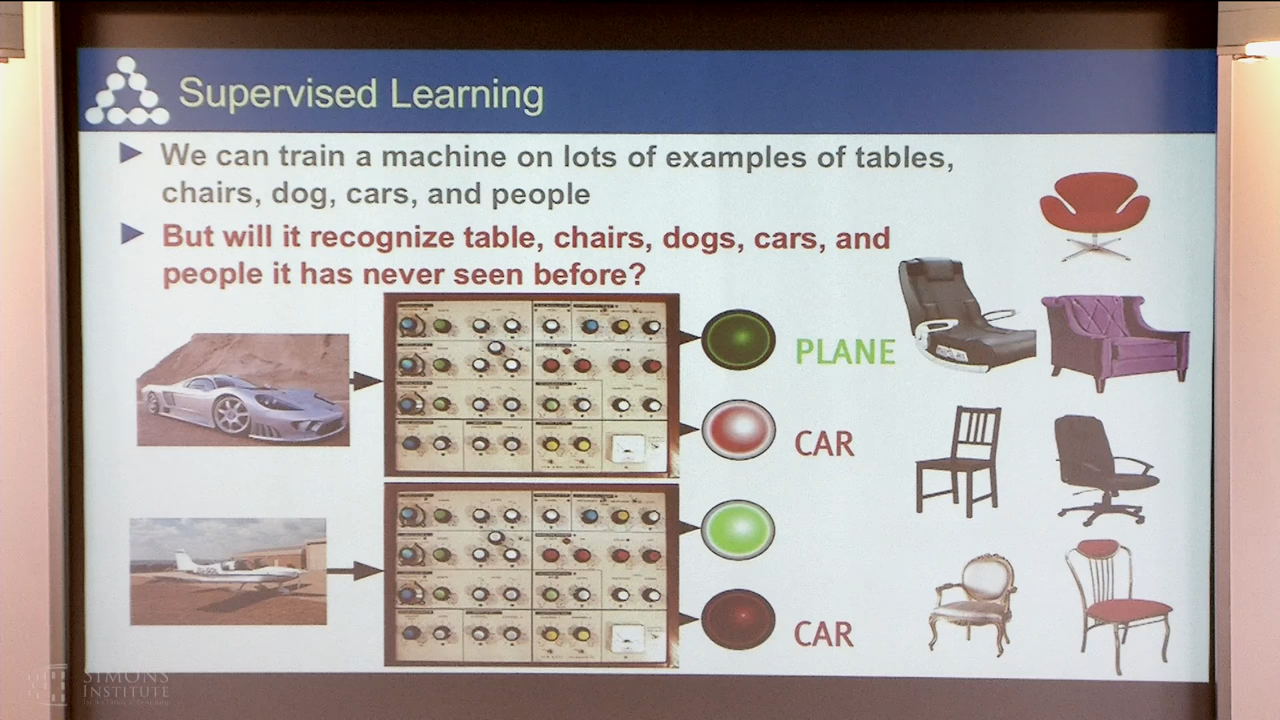 Supervised Learning
We can train a machine on lots of examples of tables,
chairs, dog, cars, and people
But will it recognize table, chairs, dogs, cars, and
people it has never seen before?
PLANE
CAR
CAR
SIMONS
INSTITUTE